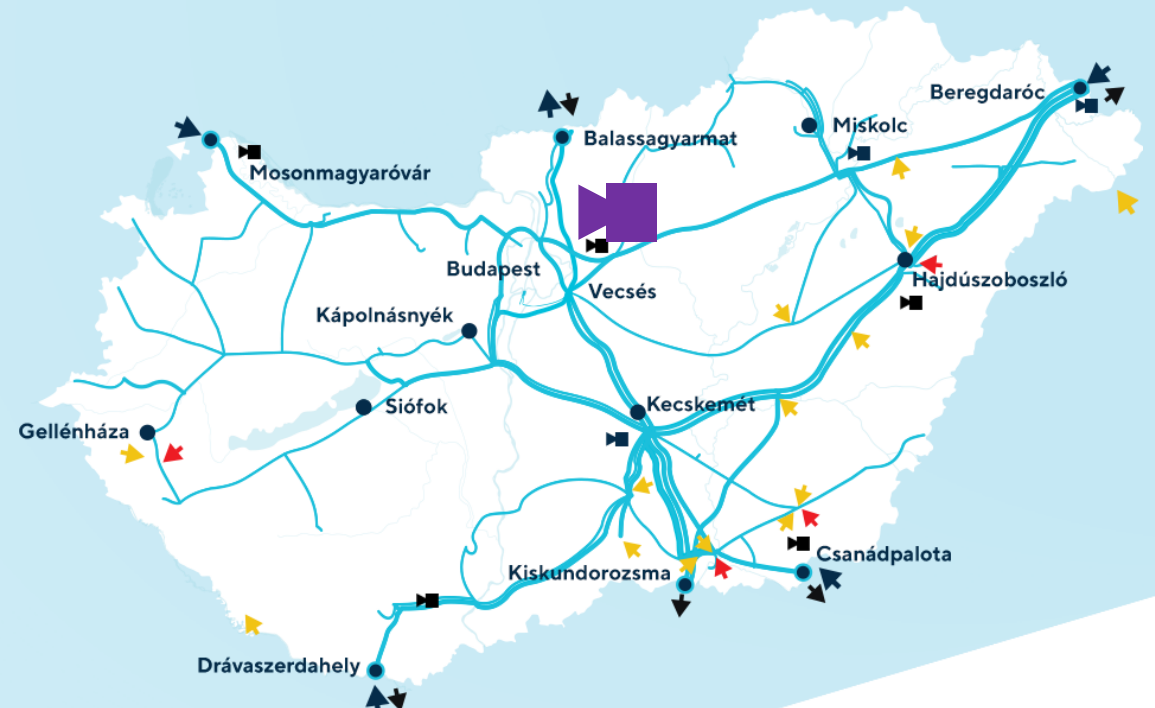 Beregdaróc
Miskolc
Balassagyarmat
Mosonmagyaróvár
Budapest
Hajdúszoboszló
Vecsés
Kápolnásnyék
Kecskemét
Siófok
Gellénháza
Csanádpalota
Kiskundorozsma
Drávaszerdahely